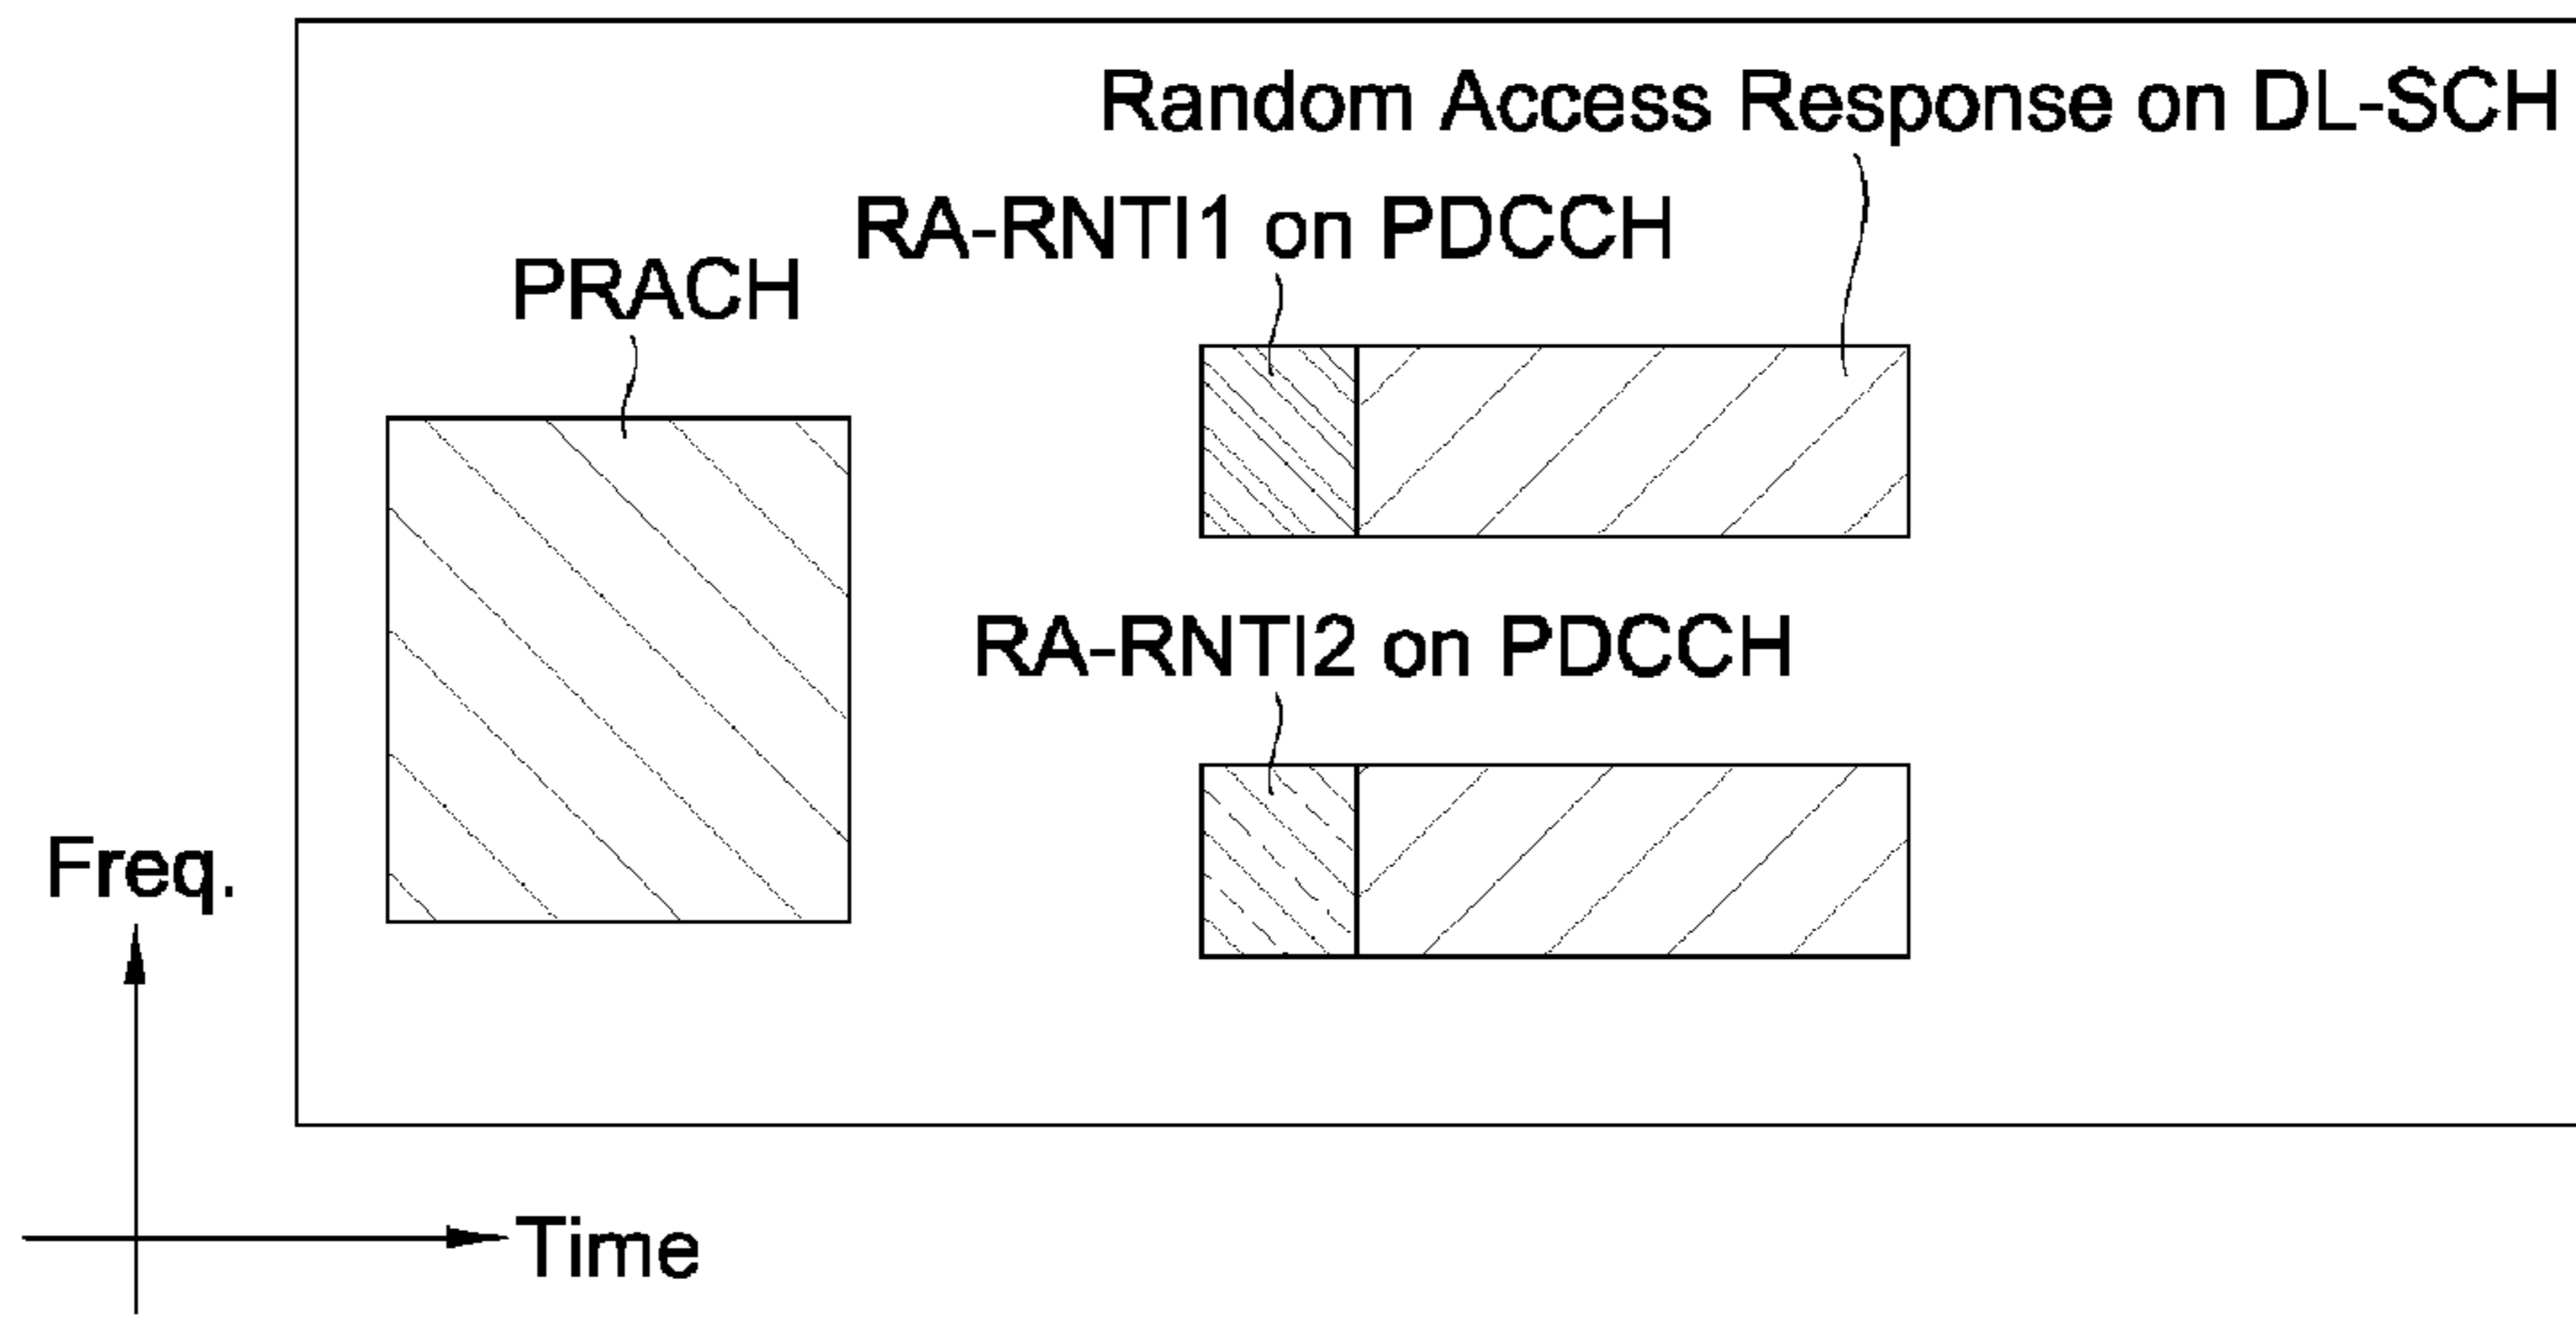 Random Access Response on DL-SCH
RA-RNTI1 on PDCCH
PRACH
RA-RNTI2 on PDCCH
Freq.
Time